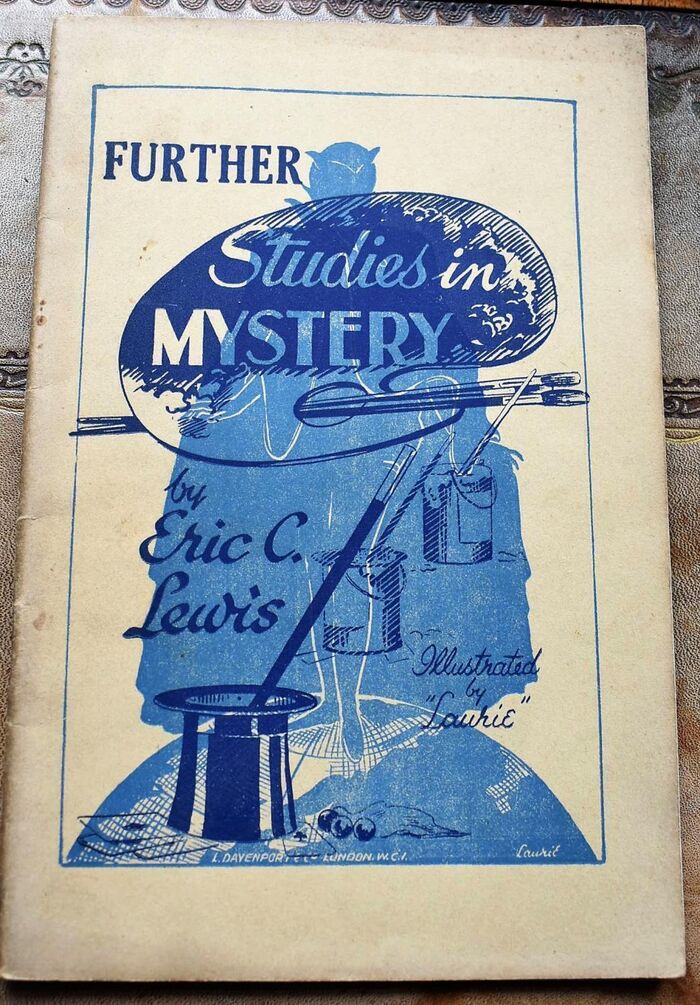 FURTHER
Studies in
MYSTERY
by
Eric C.
Lewis
Illustrated
by
"Laurie"
L. DAVENPORT & CO. LONDON. W.C.1.
Laurie